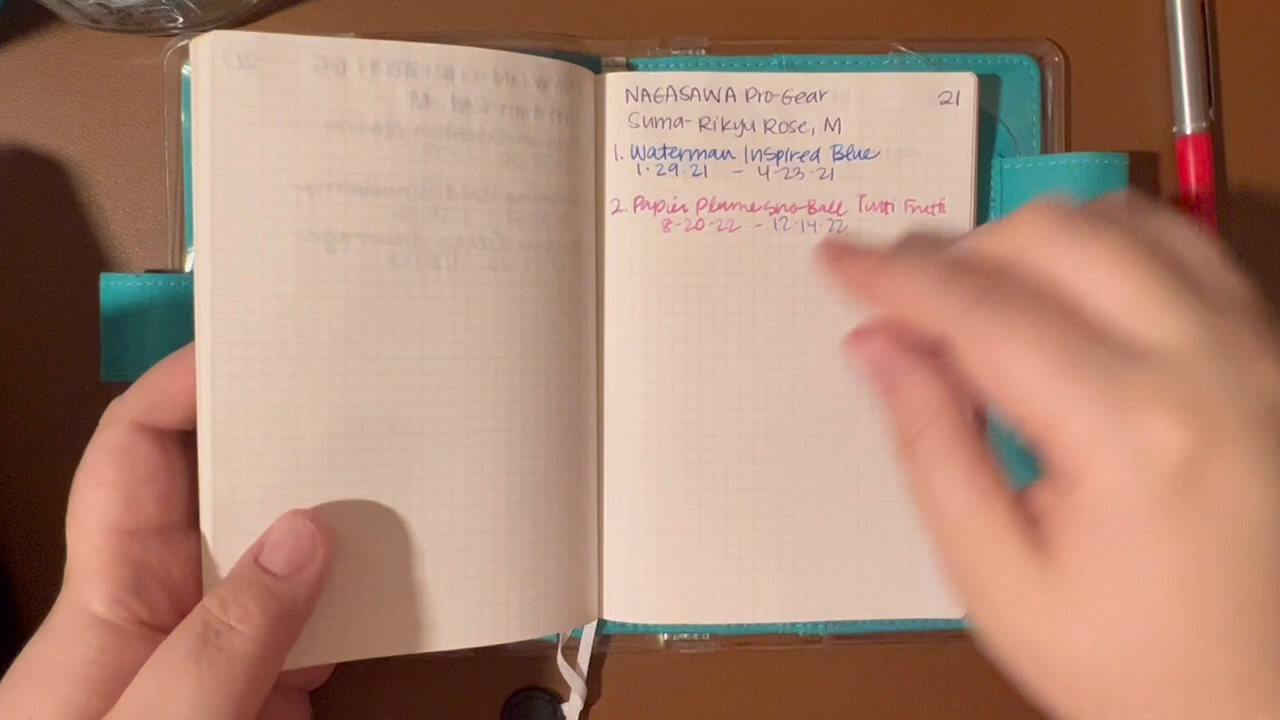 NAGASAWA Pro-Gear
21
Suma-Rikyu Rose, M
1. Waterman Inspired Blue
1-29-21 - 4-23-21
2. Papier Plume Sno-Ball Tutti Frutti
8-20-22 - 12-14-22